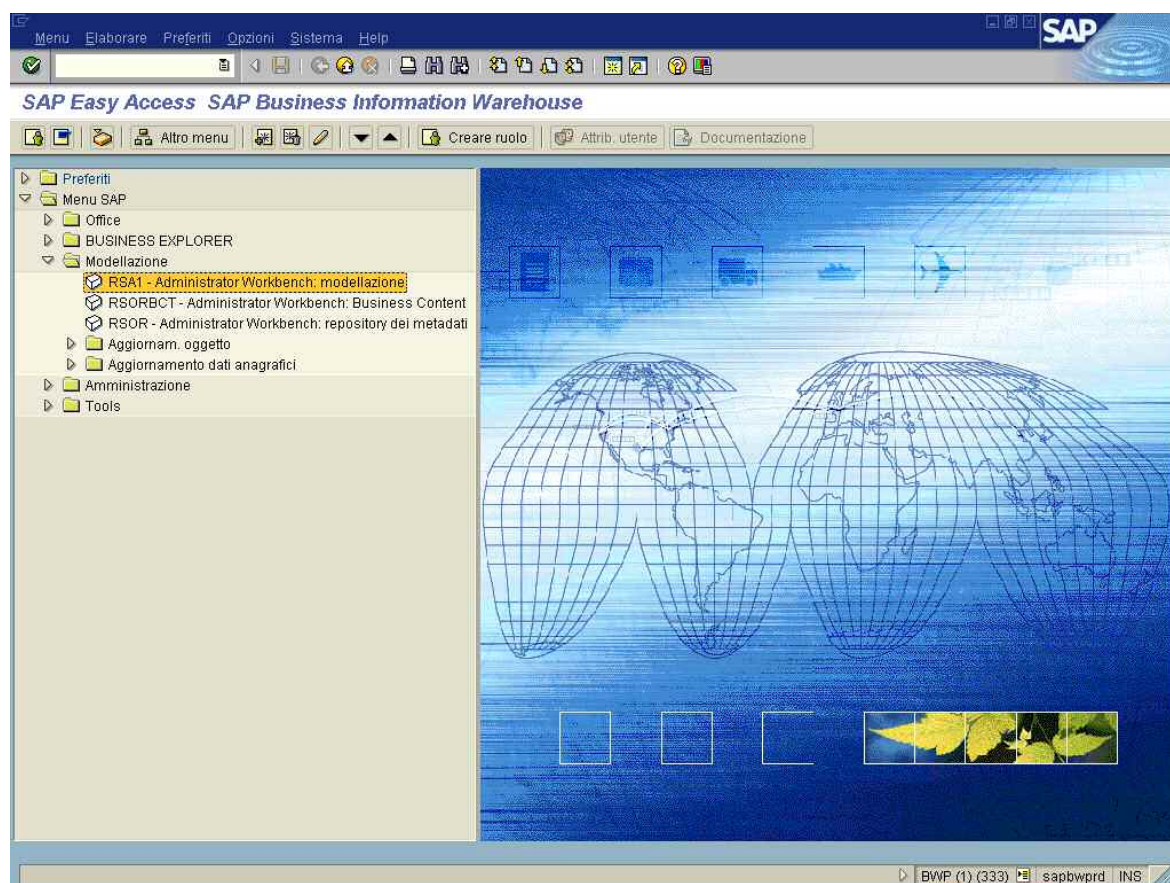 Menu Elaborare Preferiti Opzioni Sistema Help
SAP
SAP Easy Access SAP Business Information Warehouse
Altro menu Creare ruolo Attrib. utente Documentazione
Preferiti
Menu SAP
Office
BUSINESS EXPLORER
Modellazione
RSA1 - Administrator Workbench: modellazione
RSORBCT - Administrator Workbench: Business Content
RSOR - Administrator Workbench: repository dei metadati
Aggiornam. oggetto
Aggiornamento dati anagrafici
Amministrazione
Tools
BWP (1) (333) sapbwprd INS